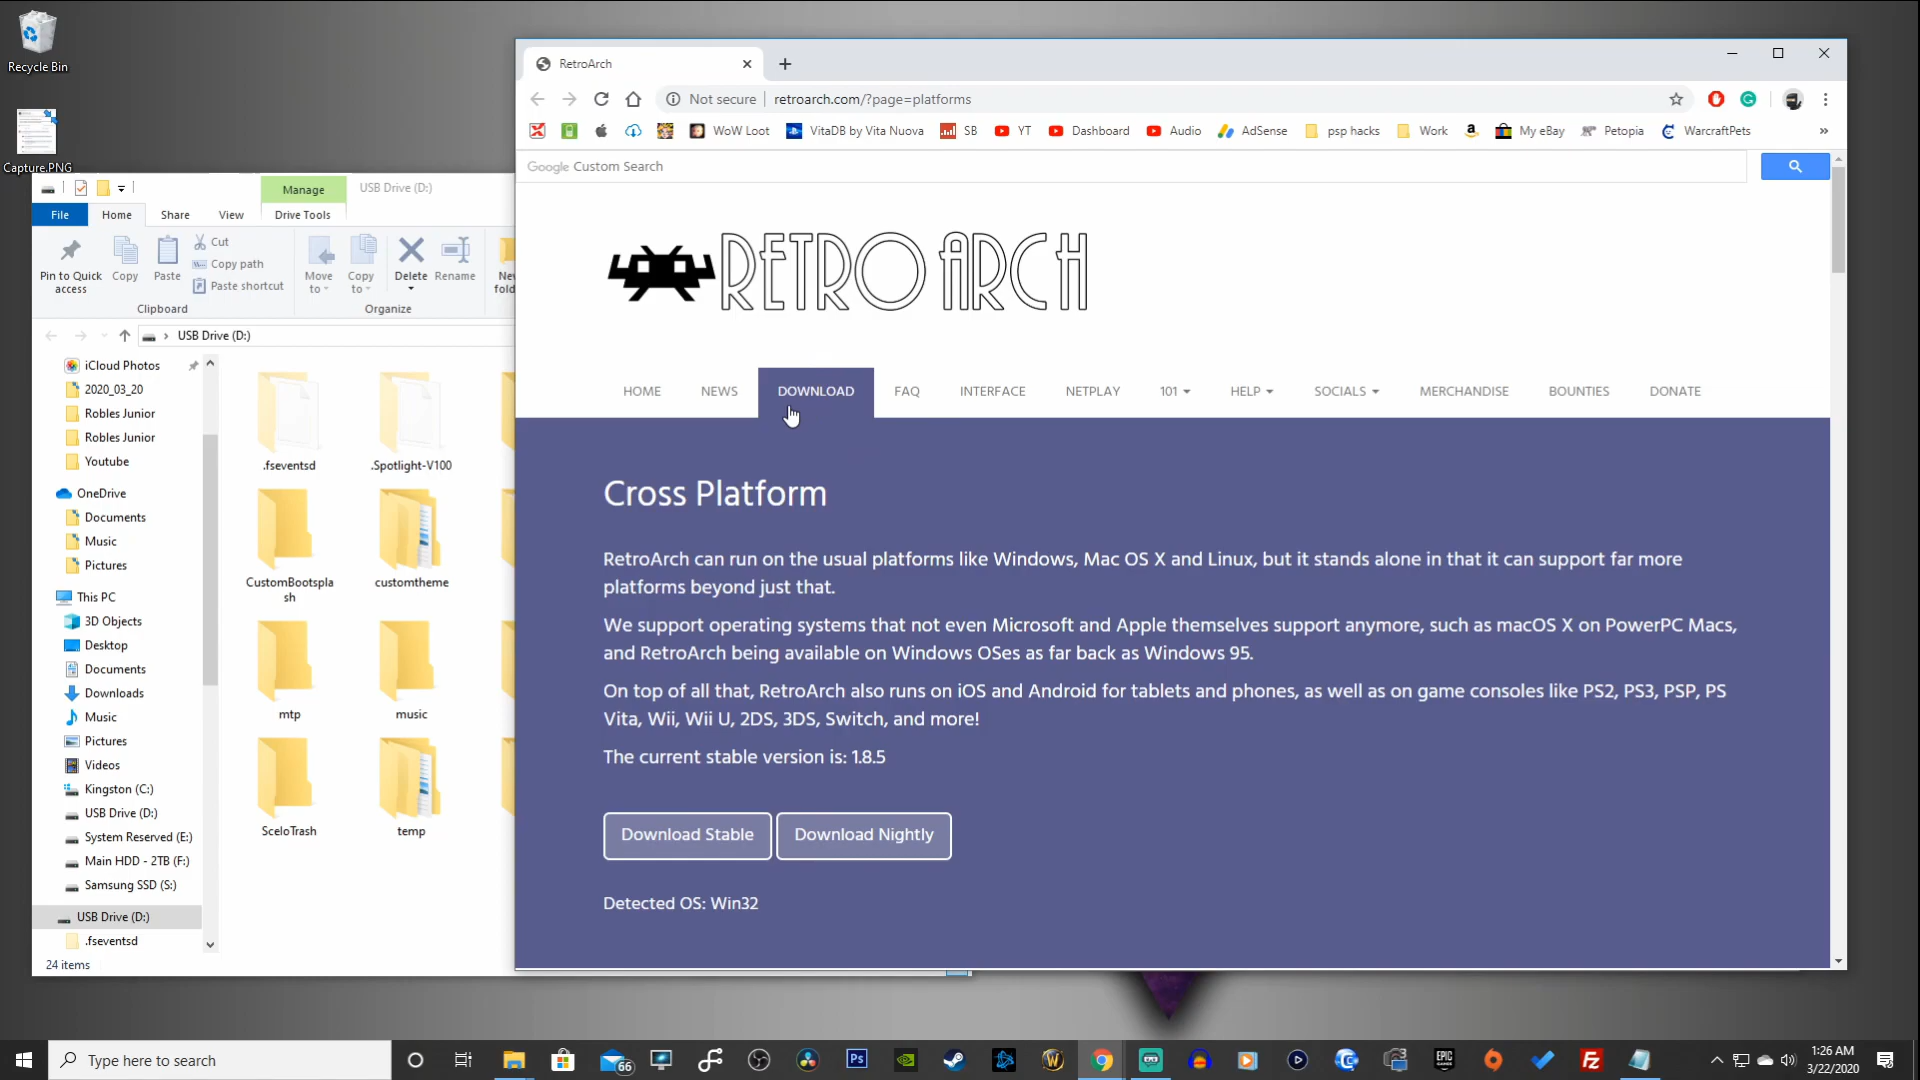 Recycle Bin
Capture.PNG
Manage
USB Drive (D:)
File
Home
Share
View
Drive Tools
Pin to Quick
access
Copy
Paste
Cut
Copy path
Paste shortcut
Move
to
Copy
to
Delete
Rename
New
fold
Clipboard
Organize
USB Drive (D:)
iCloud Photos
2020_03_20
Robles Junior
Robles Junior
Youtube
OneDrive
Documents
Music
Pictures
This PC
3D Objects
Desktop
Documents
Downloads
Music
Pictures
Videos
Kingston (C:)
USB Drive (D:)
System Reserved (E:)
Main HDD - 2TB (F:)
Samsung SSD (S:)
USB Drive (D:)
.fseventsd
24 items
.fseventsd
.Spotlight-V100
CustomBootspla
sh
customtheme
mtp
music
SceIoTrash
temp
RetroArch
Not secure
retroarch.com/?page=platforms
WoW Loot
VitaDB by Vita Nuova
SB
YT
Dashboard
Audio
AdSense
psp hacks
Work
My eBay
Petopia
WarcraftPets
»
Google Custom Search
RETROARCH
HOME
NEWS
DOWNLOAD
FAQ
INTERFACE
NETPLAY
101
HELP
SOCIALS
MERCHANDISE
BOUNTIES
DONATE
Cross Platform
RetroArch can run on the usual platforms like Windows, Mac OS X and Linux, but it stands alone in that it can support far more
platforms beyond just that.
We support operating systems that not even Microsoft and Apple themselves support anymore, such as macOS X on PowerPC Macs,
and RetroArch being available on Windows OSes as far back as Windows 95.
On top of all that, RetroArch also runs on iOS and Android for tablets and phones, as well as on game consoles like PS2, PS3, PSP, PS
Vita, Wii, Wii U, 2DS, 3DS, Switch, and more!
The current stable version is: 1.8.5
Download Stable
Download Nightly
Detected OS: Win32
Type here to search
66
Ps
EPIC
GAMES
Fz
1:26 AM
3/22/2020